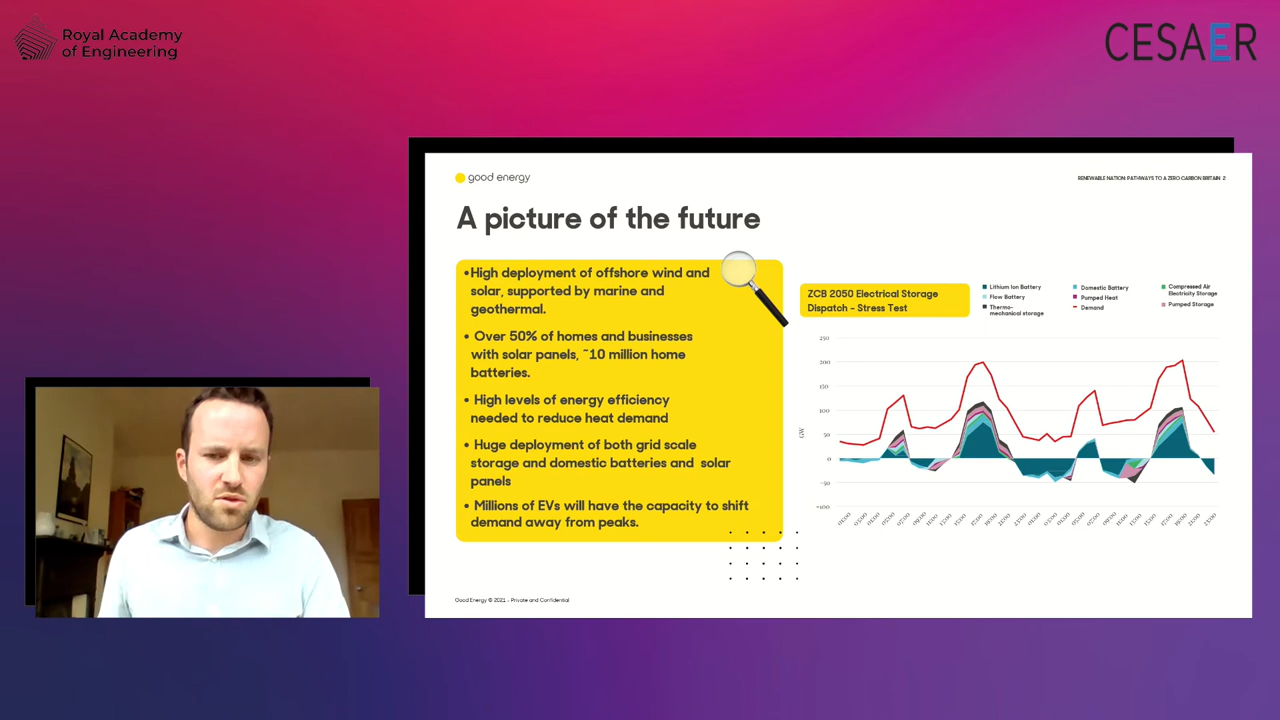 Royal Academy
of Engineering
CESAER
good energy
RENEWABLE NATION: PATHWAYS TO A ZERO CARBON BRITAIN 2
A picture of the future
•High deployment of offshore wind and
solar, supported by marine and
geothermal.
• Over 50% of homes and businesses
with solar panels, ~10 million home
batteries.
• High levels of energy efficiency
needed to reduce heat demand
• Huge deployment of both grid scale
storage and domestic batteries and solar
panels
• Millions of EVs will have the capacity to shift
demand away from peaks.
ZCB 2050 Electrical Storage
Dispatch - Stress Test
Lithium Ion Battery
Flow Battery
Thermo-
mechanical storage
Domestic Battery
Pumped Heat
Demand
Compressed Air
Electricity Storage
Pumped Storage
GW
250
200
150
100
50
0
-50
-100
Good Energy © 2021 - Private and Confidential